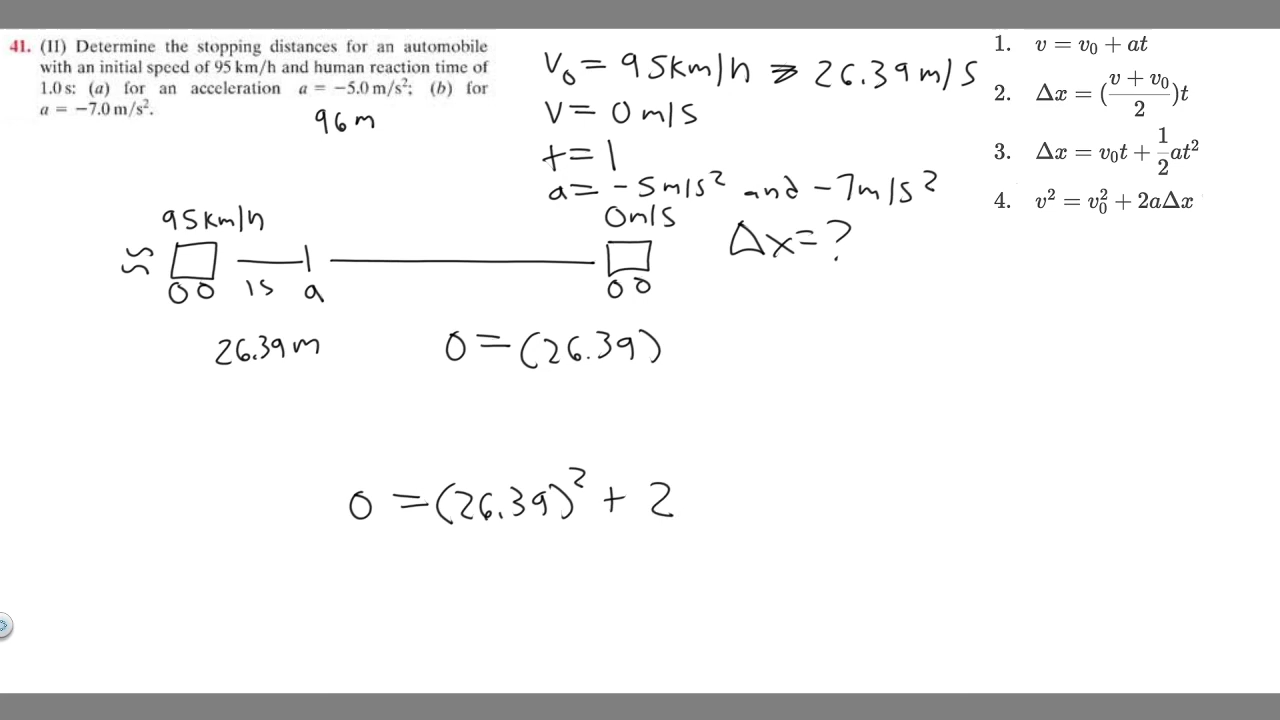 41. (II) Determine the stopping distances for an automobile
with an initial speed of 95 km/h and human reaction time of
1.0 s: (a) for an acceleration a = −5.0 m/s²; (b) for
a = −7.0 m/s².
96m
V₀ = 95km/h => 26.39m/s
V = 0 m/s
t = 1
a = -5m/s² and -7m/s²
Δx = ?
1. v = v₀ + at
2. Δx = ((v + v₀)/2)t
3. Δx = v₀t + 1/2 at²
4. v² = v₀² + 2aΔx
95km/h
0m/s
1s a
26.39m
0 = (26.39)
0 = (26.39)² + 2